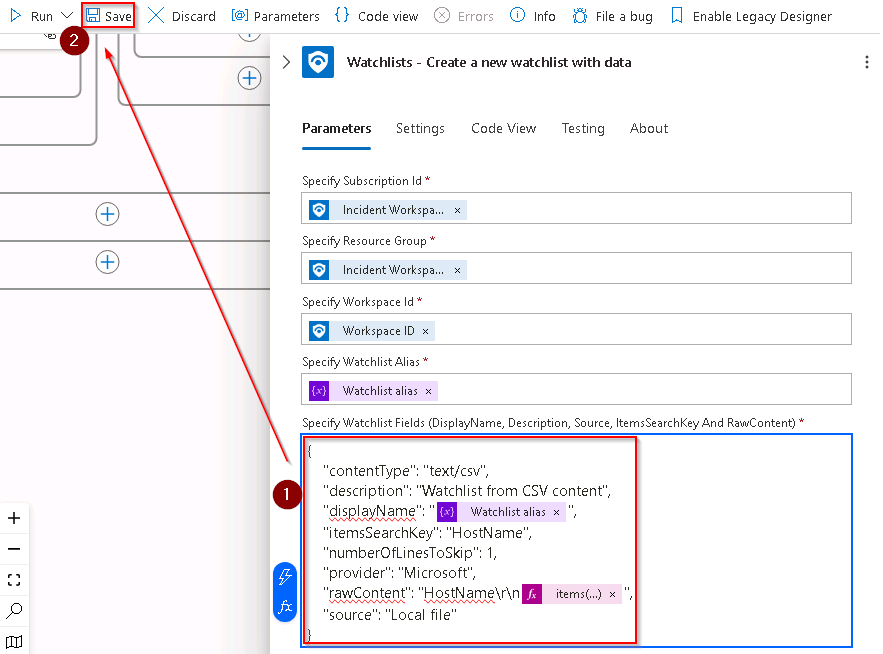 Run Save Discard [@] Parameters {} Code view Errors Info File a bug Enable Legacy Designer
2
Watchlists - Create a new watchlist with data
Parameters Settings Code View Testing About
Specify Subscription Id *
Incident Workspa... ×
Specify Resource Group *
Incident Workspa... ×
Specify Workspace Id *
Workspace ID ×
Specify Watchlist Alias *
{x} Watchlist alias ×
Specify Watchlist Fields (DisplayName, Description, Source, ItemsSearchKey And RawContent) *
1
{
"contentType": "text/csv",
"description": "Watchlist from CSV content",
"displayName": "{x} Watchlist alias × ",
"itemsSearchKey": "HostName",
"numberOfLinesToSkip": 1,
"provider": "Microsoft",
"rawContent": "HostName\r\n fx items(...) × ",
"source": "Local file"
}
fx